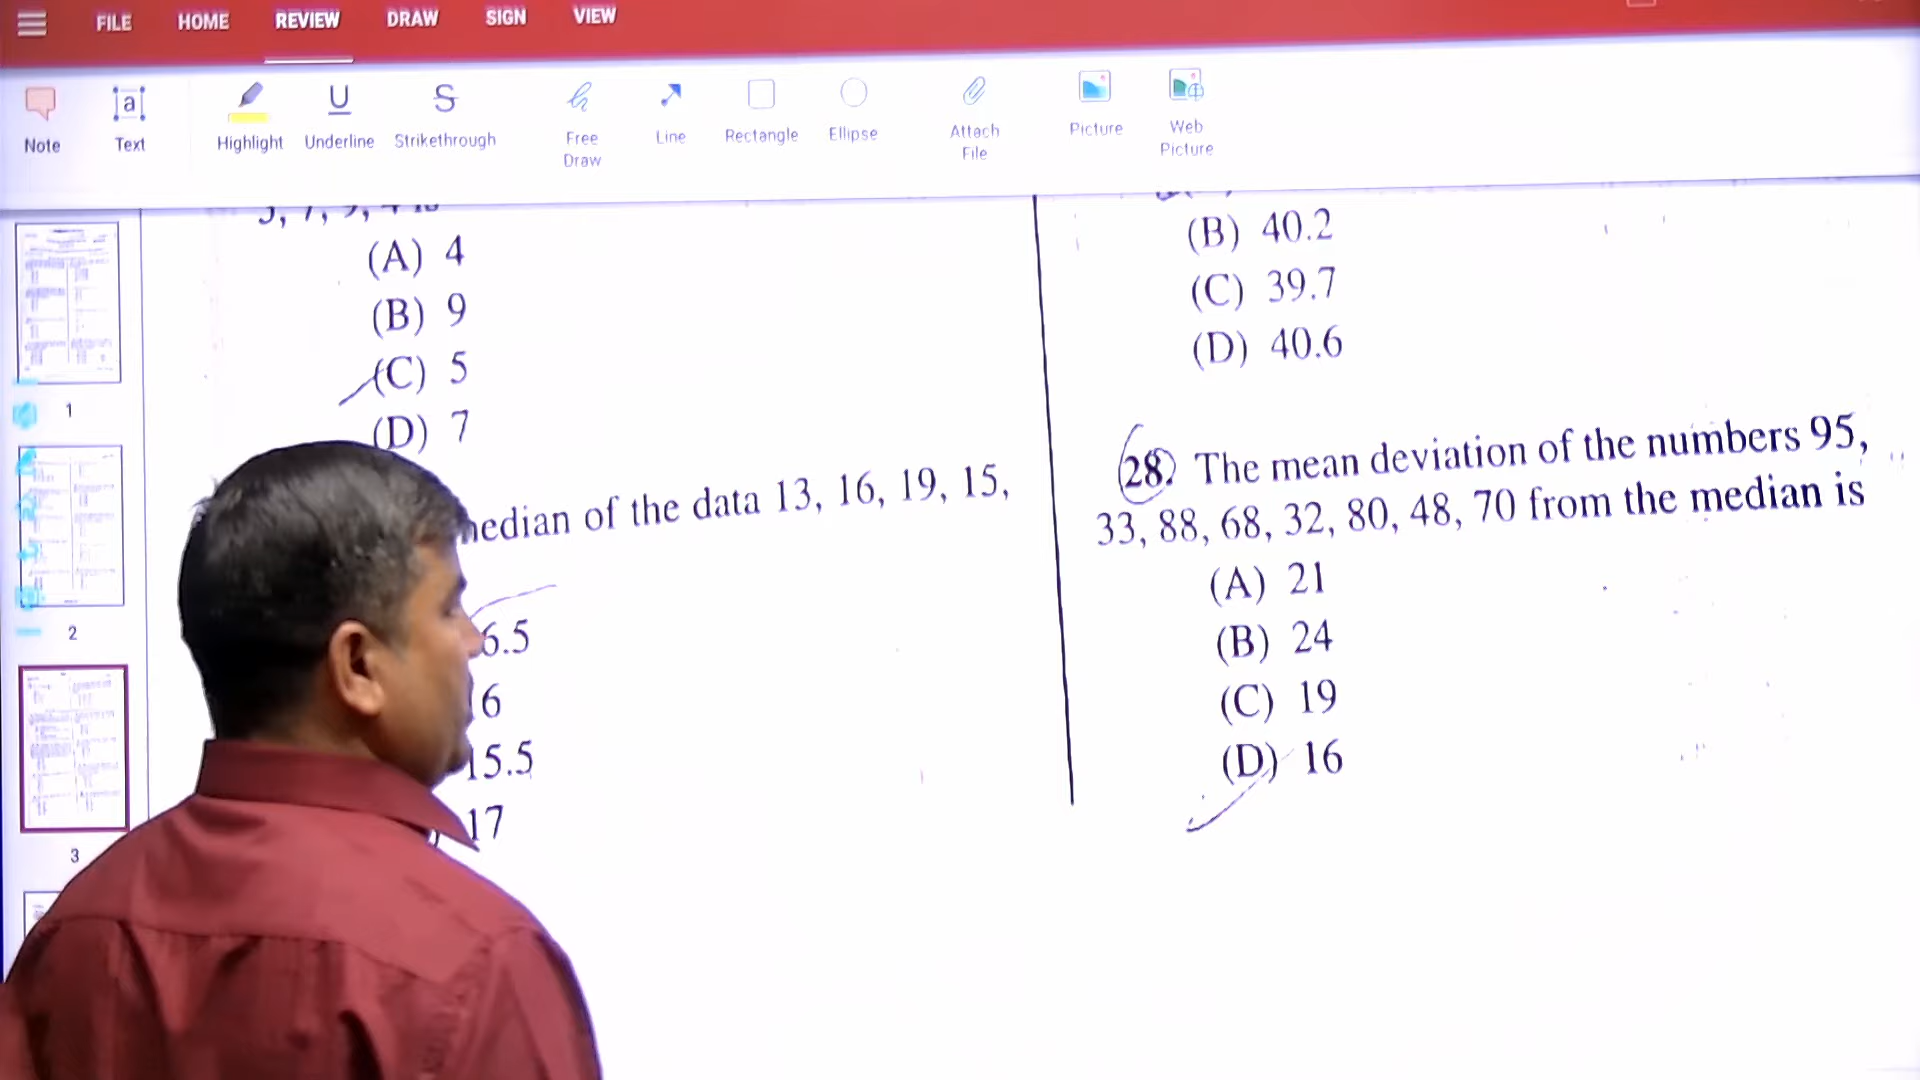 FILE HOME REVIEW DRAW SIGN VIEW
Note Text Highlight Underline Strikethrough Free Draw Line Rectangle Ellipse Attach File Picture Web Picture
1
2
3
(A) 4
(B) 9
(C) 5
(D) 7
median of the data 13, 16, 19, 15,
6.5
16
15.5
17
(B) 40.2
(C) 39.7
(D) 40.6
28. The mean deviation of the numbers 95,
33, 88, 68, 32, 80, 48, 70 from the median is
(A) 21
(B) 24
(C) 19
(D) 16